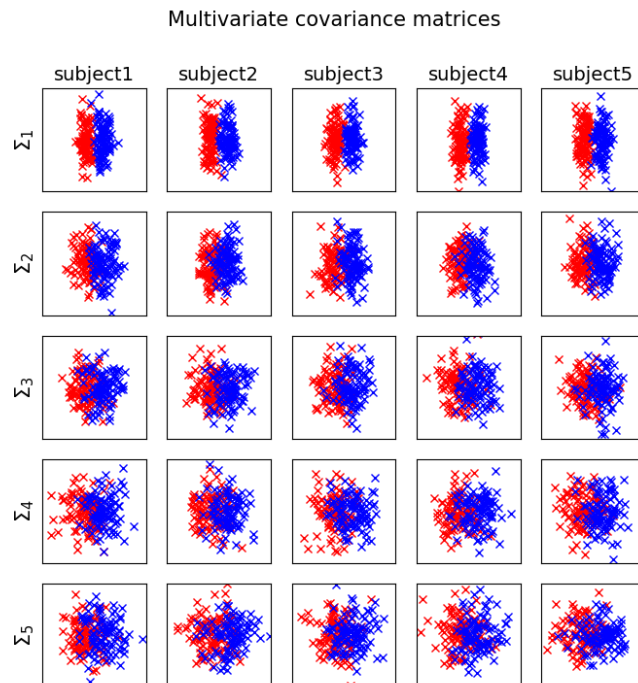 Multivariate covariance matrices
subject1 subject2 subject3 subject4 subject5
Σ1
Σ2
Σ3
Σ4
Σ5